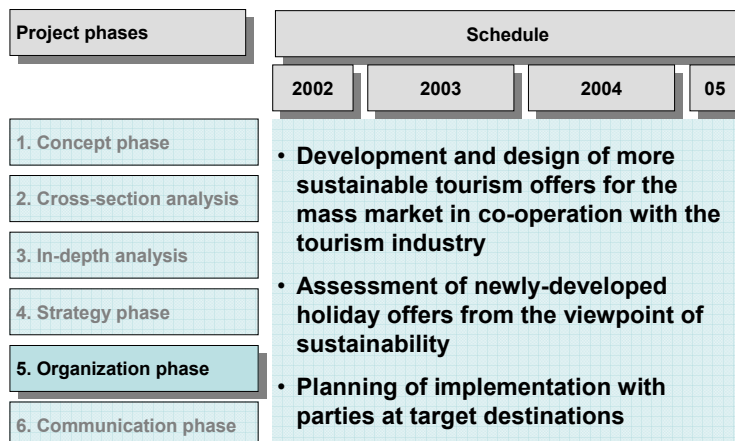 Project phases
Schedule
2002
2003
2004
05
1. Concept phase
2. Cross-section analysis
3. In-depth analysis
4. Strategy phase
5. Organization phase
6. Communication phase
• Development and design of more
sustainable tourism offers for the
mass market in co-operation with the
tourism industry
• Assessment of newly-developed
holiday offers from the viewpoint of
sustainability
• Planning of implementation with
parties at target destinations